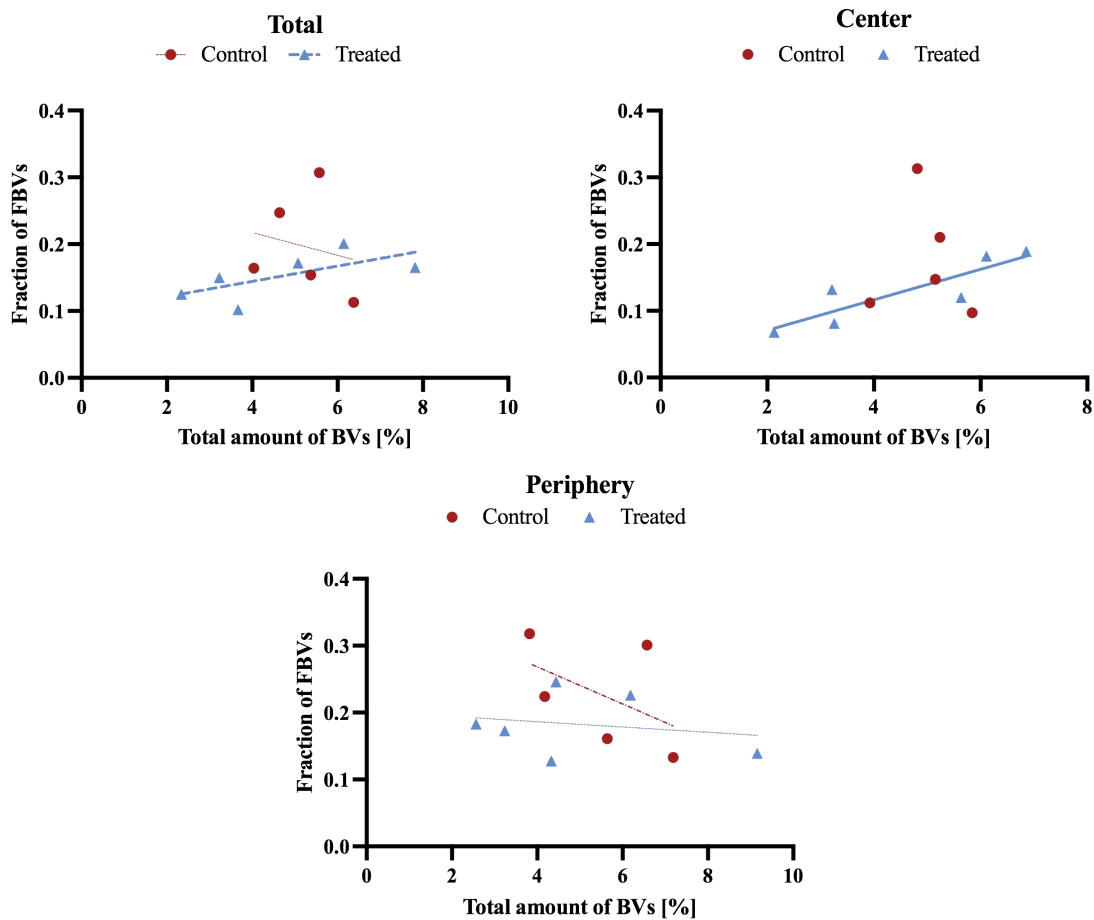 Total
Control Treated
0.4
0.3
0.2
0.1
0.0
Fraction of FBVs
0 2 4 6 8 10
Total amount of BVs [%]
Center
Control Treated
0.4
0.3
0.2
0.1
0.0
Fraction of FBVs
0 2 4 6 8
Total amount of BVs [%]
Periphery
Control Treated
0.4
0.3
0.2
0.1
0.0
Fraction of FBVs
0 2 4 6 8 10
Total amount of BVs [%]